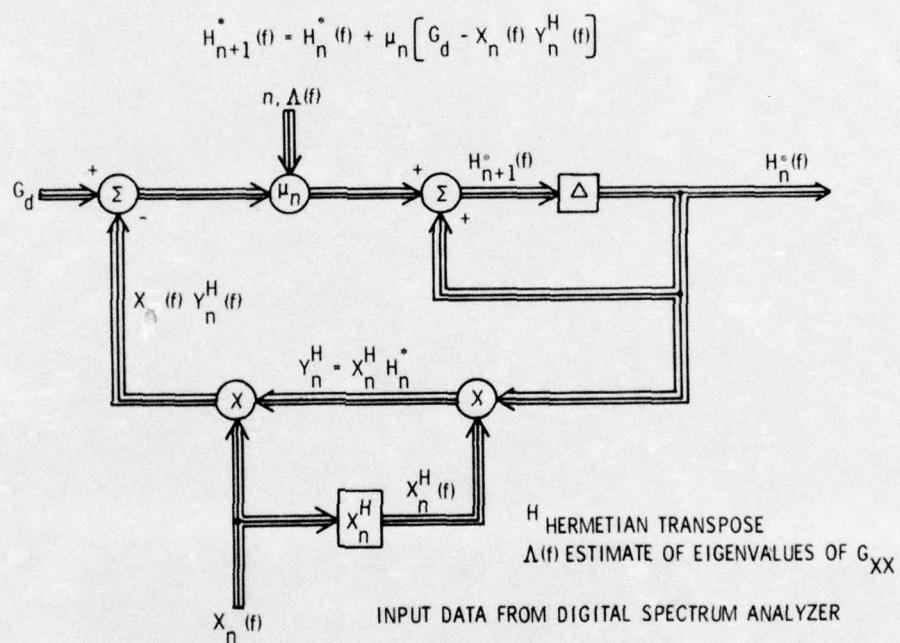 H*n+1(f) = H*n(f) + μn[Gd - Xn(f) YHn(f)]
n, Λ(f)
+
+
H*n+1(f)
H*n(f)
Gd
Σ
μn
Σ
Δ
-
+
X (f) YHn(f)
YHn = XHn H*n
X
X
XHn(f)
XHn
H HERMETIAN TRANSPOSE
Λ(f) ESTIMATE OF EIGENVALUES OF GXX
Xn(f)
INPUT DATA FROM DIGITAL SPECTRUM ANALYZER